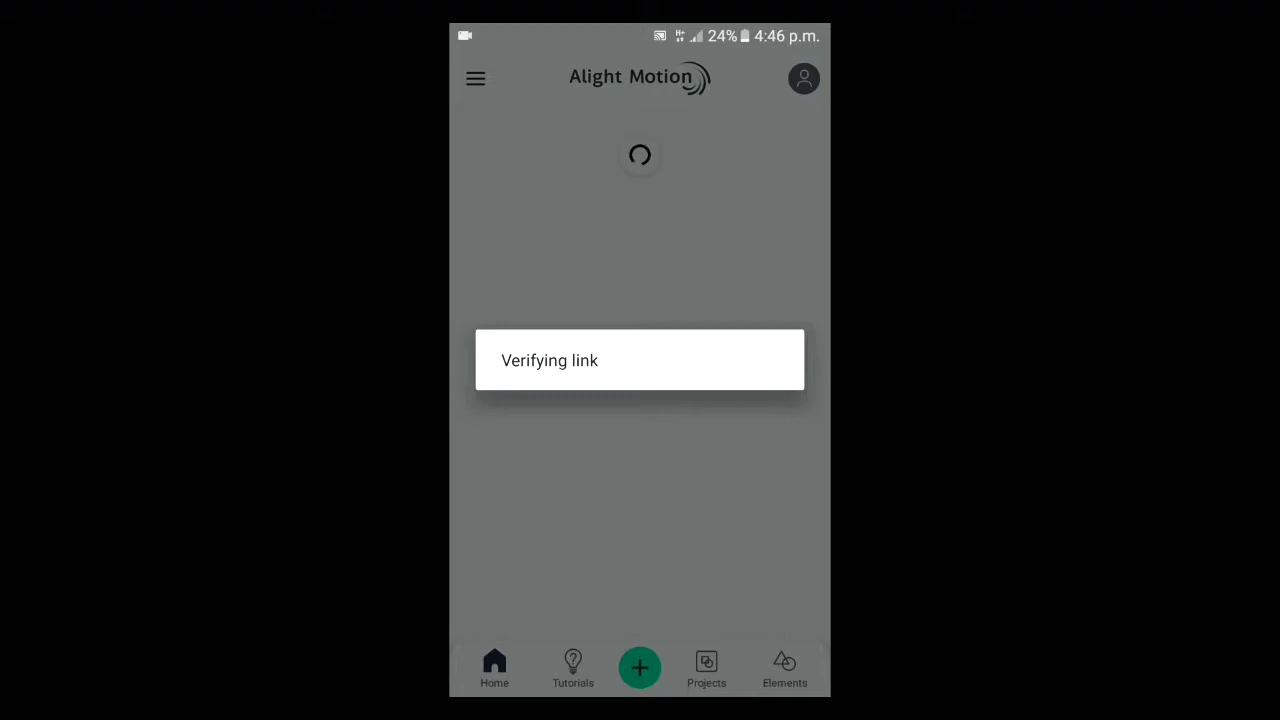 24% 4:46 p.m.
Alight Motion
Verifying link
Home Tutorials Projects Elements